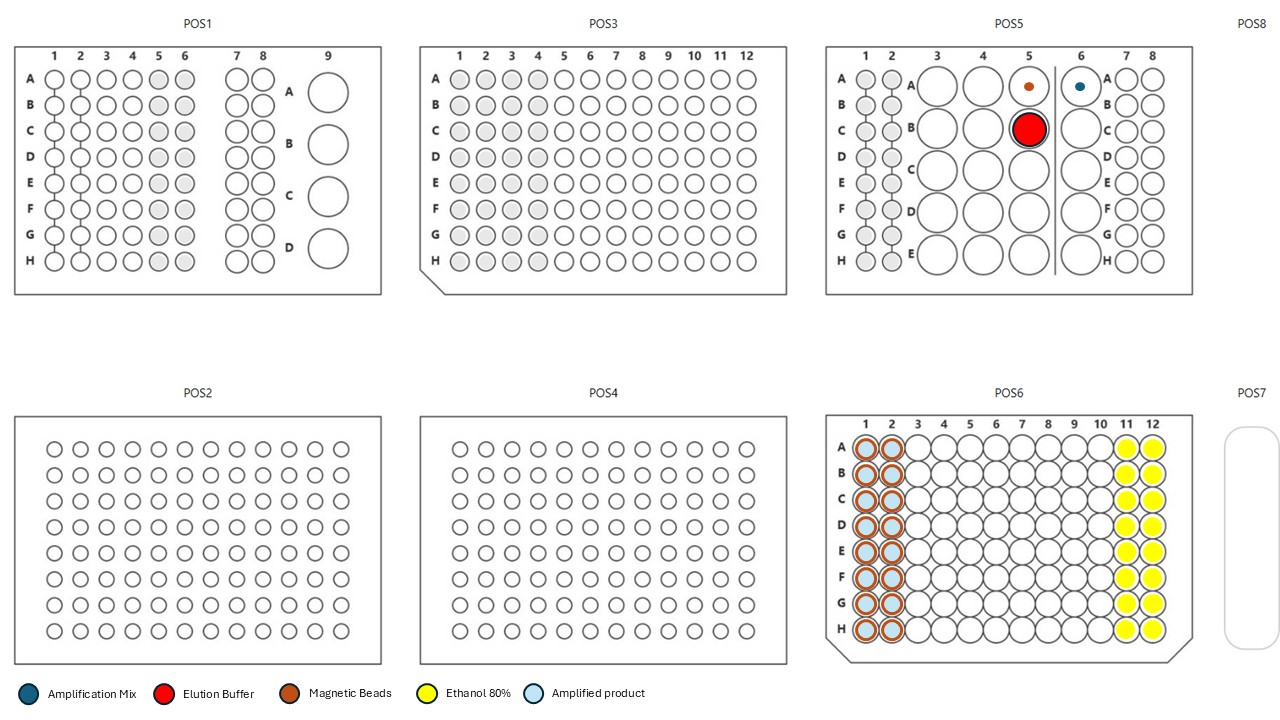 POS1 POS3 POS5 POS8
1 2 3 4 5 6 7 8 9
A
B
C
D
E
F
G
H
A
B
C
D
1 2 3 4 5 6 7 8 9 10 11 12
A
B
C
D
E
F
G
H
1 2 3 4 5 6 7 8
A
B
C
D
E
F
G
H
A
B
C
D
E
A
B
C
D
E
F
G
H
POS2 POS4 POS6 POS7
1 2 3 4 5 6 7 8 9 10 11 12
A
B
C
D
E
F
G
H
Amplification Mix Elution Buffer Magnetic Beads Ethanol 80% Amplified product